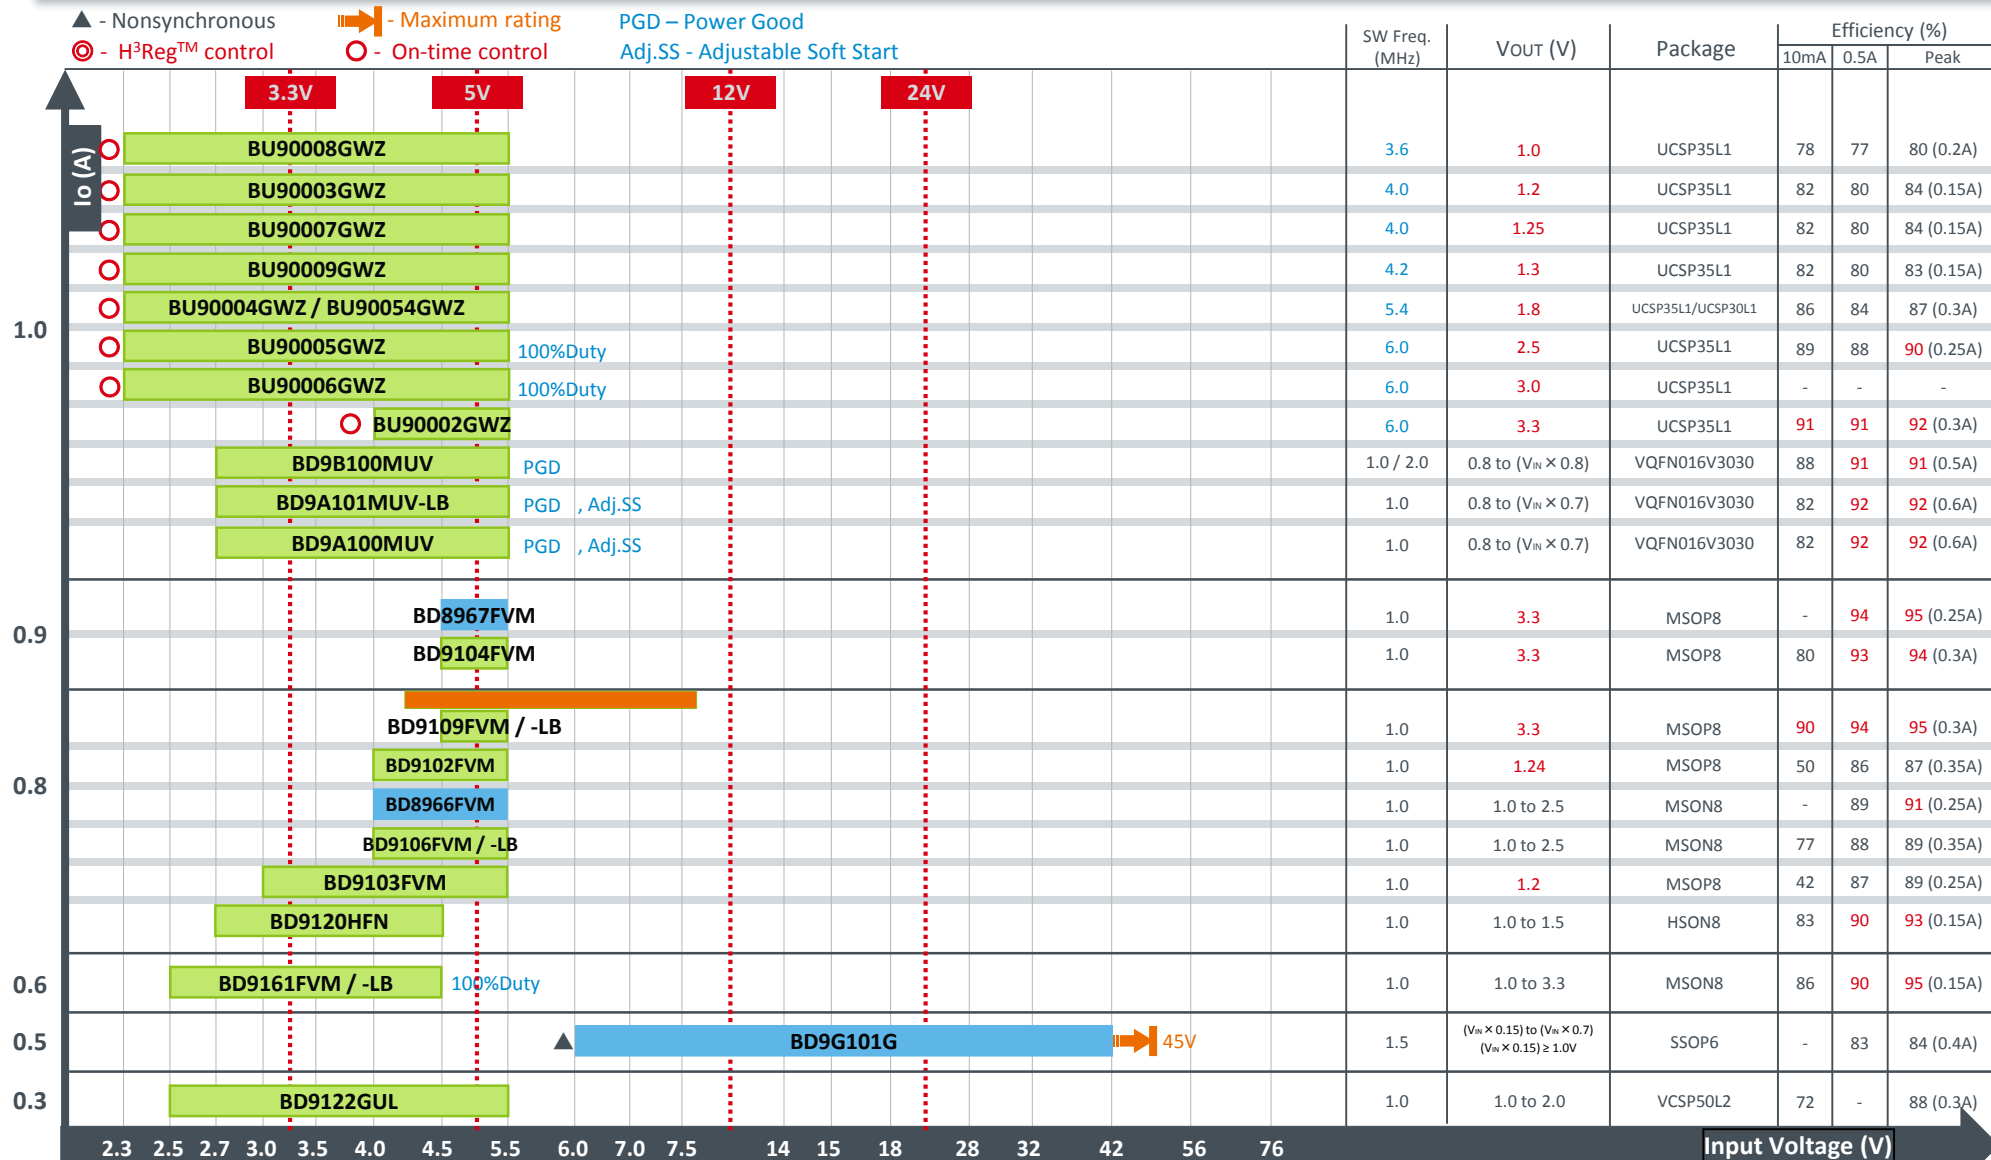 ▲ - Nonsynchronous - Maximum rating PGD – Power Good
◎ - H³Reg™ control ○ - On-time control Adj.SS - Adjustable Soft Start
SW Freq. (MHz) VOUT (V) Package Efficiency (%)
10mA 0.5A Peak
3.3V 5V 12V 24V
Io (A)
BU90008GWZ 3.6 1.0 UCSP35L1 78 77 80 (0.2A)
BU90003GWZ 4.0 1.2 UCSP35L1 82 80 84 (0.15A)
BU90007GWZ 4.0 1.25 UCSP35L1 82 80 84 (0.15A)
BU90009GWZ 4.2 1.3 UCSP35L1 82 80 83 (0.15A)
BU90004GWZ / BU90054GWZ 5.4 1.8 UCSP35L1/UCSP30L1 86 84 87 (0.3A)
1.0
BU90005GWZ 100%Duty 6.0 2.5 UCSP35L1 89 88 90 (0.25A)
BU90006GWZ 100%Duty 6.0 3.0 UCSP35L1 - - -
BU90002GWZ 6.0 3.3 UCSP35L1 91 91 92 (0.3A)
BD9B100MUV PGD 1.0 / 2.0 0.8 to (VIN × 0.8) VQFN016V3030 88 91 91 (0.5A)
BD9A101MUV-LB PGD , Adj.SS 1.0 0.8 to (VIN × 0.7) VQFN016V3030 82 92 92 (0.6A)
BD9A100MUV PGD , Adj.SS 1.0 0.8 to (VIN × 0.7) VQFN016V3030 82 92 92 (0.6A)
BD8967FVM 1.0 3.3 MSOP8 - 94 95 (0.25A)
0.9
BD9104FVM 1.0 3.3 MSOP8 80 93 94 (0.3A)
BD9109FVM / -LB 1.0 3.3 MSOP8 90 94 95 (0.3A)
BD9102FVM 1.0 1.24 MSOP8 50 86 87 (0.35A)
0.8
BD8966FVM 1.0 1.0 to 2.5 MSON8 - 89 91 (0.25A)
BD9106FVM / -LB 1.0 1.0 to 2.5 MSON8 77 88 89 (0.35A)
BD9103FVM 1.0 1.2 MSOP8 42 87 89 (0.25A)
BD9120HFN 1.0 1.0 to 1.5 HSON8 83 90 93 (0.15A)
0.6 BD9161FVM / -LB 100%Duty 1.0 1.0 to 3.3 MSON8 86 90 95 (0.15A)
0.5 ▲ BD9G101G 45V 1.5 (VIN × 0.15) to (VIN × 0.7) (VIN × 0.15) ≥ 1.0V SSOP6 - 83 84 (0.4A)
0.3 BD9122GUL 1.0 1.0 to 2.0 VCSP50L2 72 - 88 (0.3A)
2.3 2.5 2.7 3.0 3.5 4.0 4.5 5.5 6.0 7.0 7.5 14 15 18 28 32 42 56 76 Input Voltage (V)